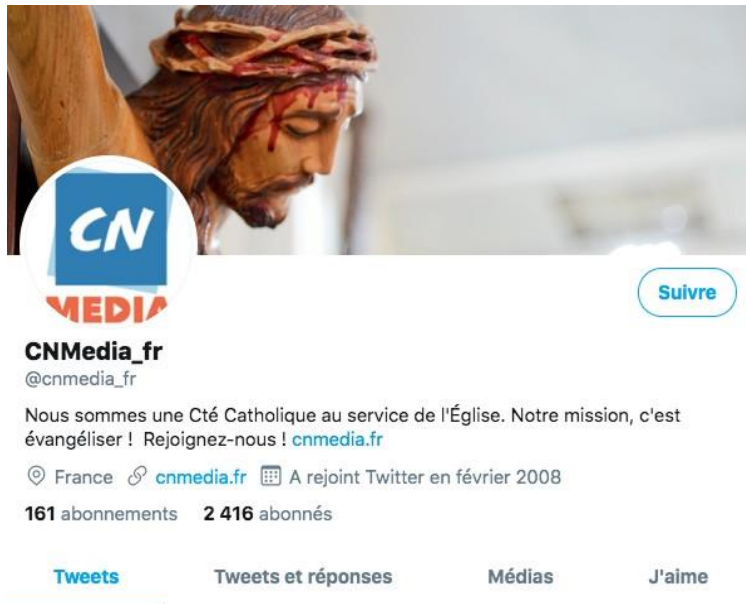 CN
MEDIA
Suivre
CNMedia_fr
@cnmedia_fr
Nous sommes une Cté Catholique au service de l'Église. Notre mission, c'est
évangéliser ! Rejoignez-nous ! cnmedia.fr
France cnmedia.fr A rejoint Twitter en février 2008
161 abonnements 2 416 abonnés
Tweets Tweets et réponses Médias J'aime